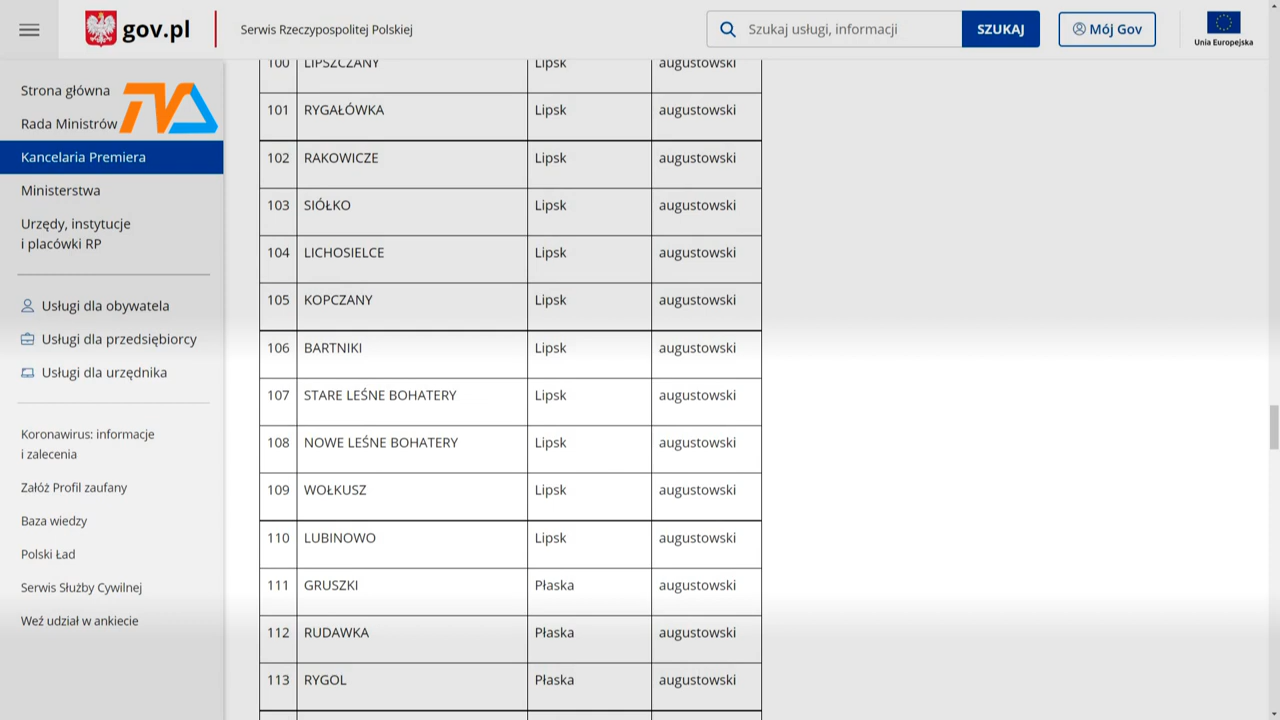 gov.pl
Serwis Rzeczypospolitej Polskiej
Szukaj usługi, informacji
SZUKAJ
Mój Gov
Unia Europejska
Strona główna
Rada Ministrów
Kancelaria Premiera
Ministerstwa
Urzędy, instytucje
i placówki RP
Usługi dla obywatela
Usługi dla przedsiębiorcy
Usługi dla urzędnika
Koronawirus: informacje
i zalecenia
Załóż Profil zaufany
Baza wiedzy
Polski Ład
Serwis Służby Cywilnej
Weź udział w ankiecie
TVA
100 LIPSZCZANY Lipsk augustowski
101 RYGAŁÓWKA Lipsk augustowski
102 RAKOWICZE Lipsk augustowski
103 SIÓŁKO Lipsk augustowski
104 LICHOSIELCE Lipsk augustowski
105 KOPCZANY Lipsk augustowski
106 BARTNIKI Lipsk augustowski
107 STARE LEŚNE BOHATERY Lipsk augustowski
108 NOWE LEŚNE BOHATERY Lipsk augustowski
109 WOŁKUSZ Lipsk augustowski
110 LUBINOWO Lipsk augustowski
111 GRUSZKI Płaska augustowski
112 RUDAWKA Płaska augustowski
113 RYGOL Płaska augustowski